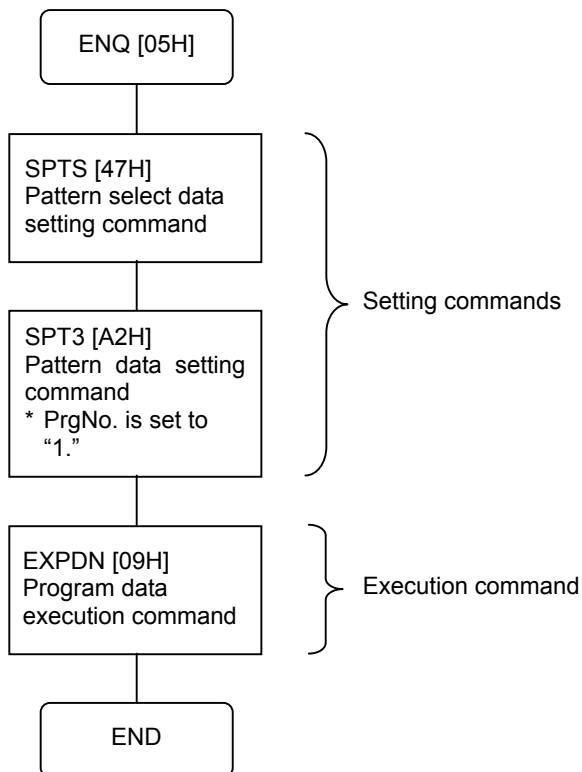 ENQ [05H]
SPTS [47H]
Pattern select data
setting command
SPT3 [A2H]
Pattern data setting
command
* PrgNo. is set to
“1.”
Setting commands
EXPDN [09H]
Program data
execution command
Execution command
END